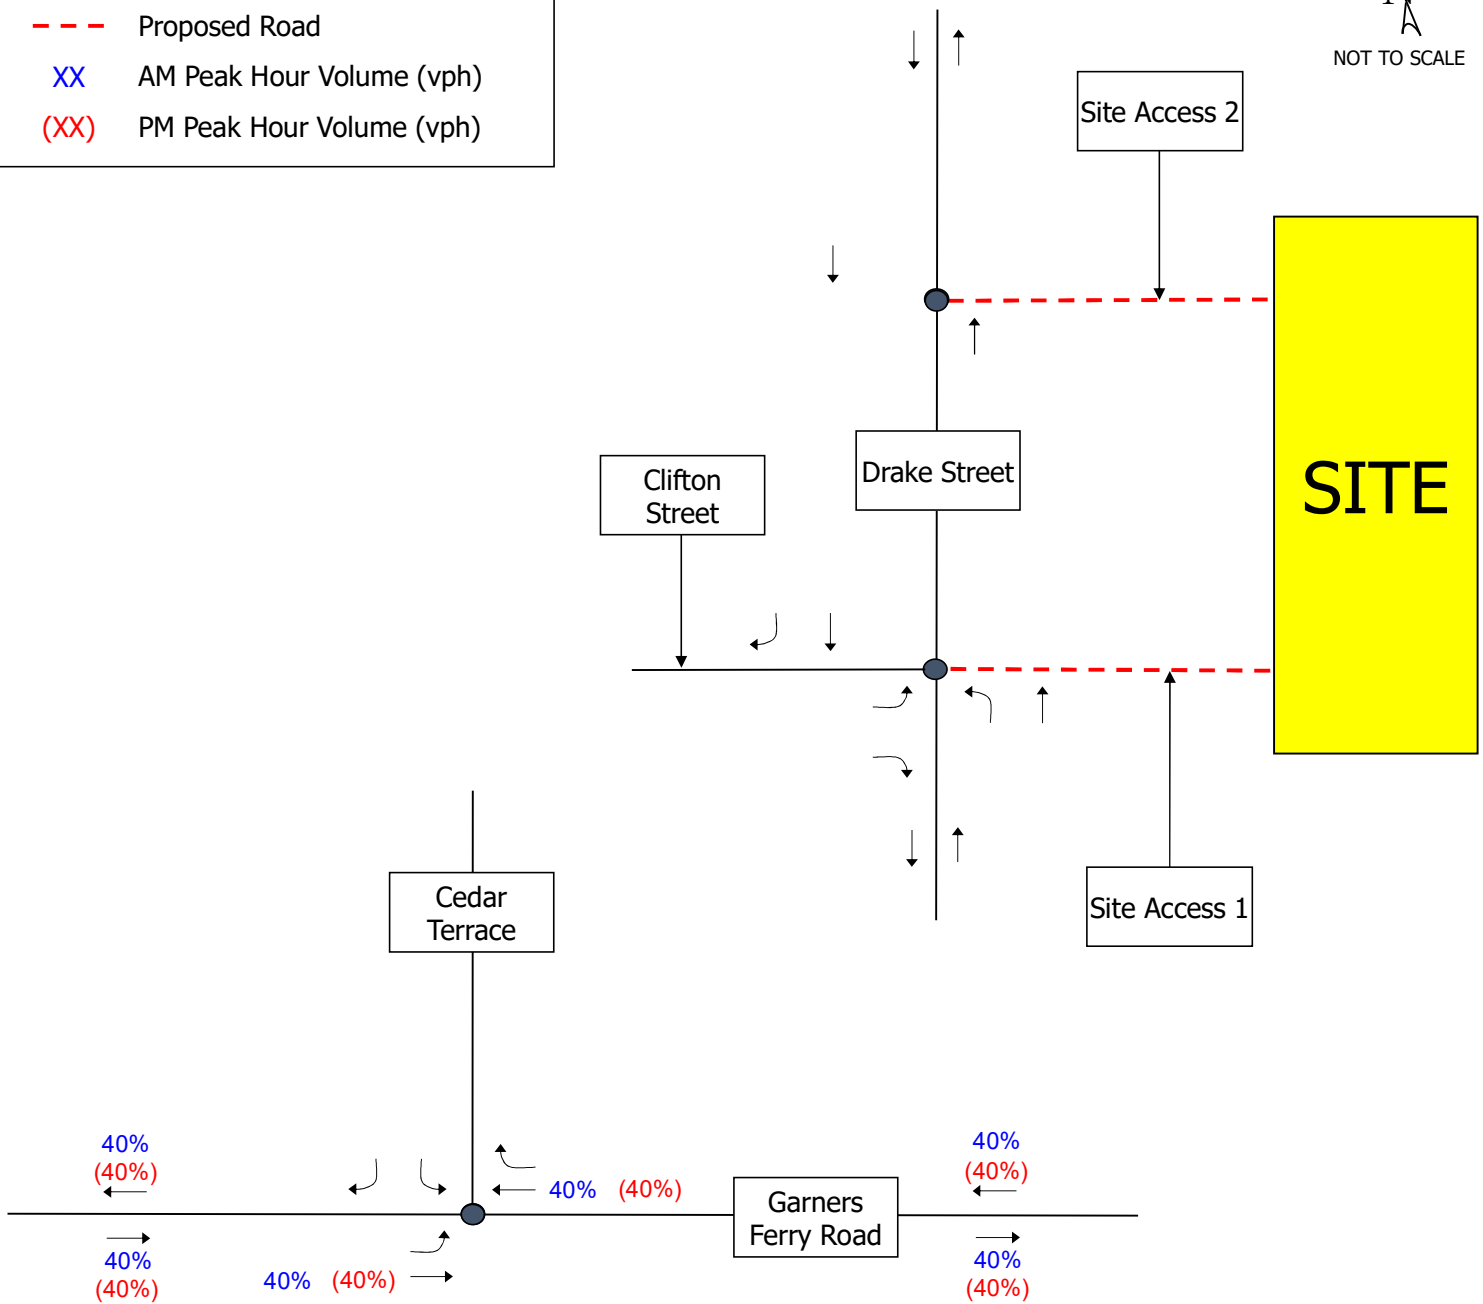 Proposed Road
XX AM Peak Hour Volume (vph)
(XX) PM Peak Hour Volume (vph)
NOT TO SCALE
Site Access 2
SITE
Drake Street
Clifton
Street
Site Access 1
Cedar
Terrace
40%
(40%)
40%
(40%)
40% (40%)
Garners
Ferry Road
40%
(40%)
40% (40%)
40%
(40%)